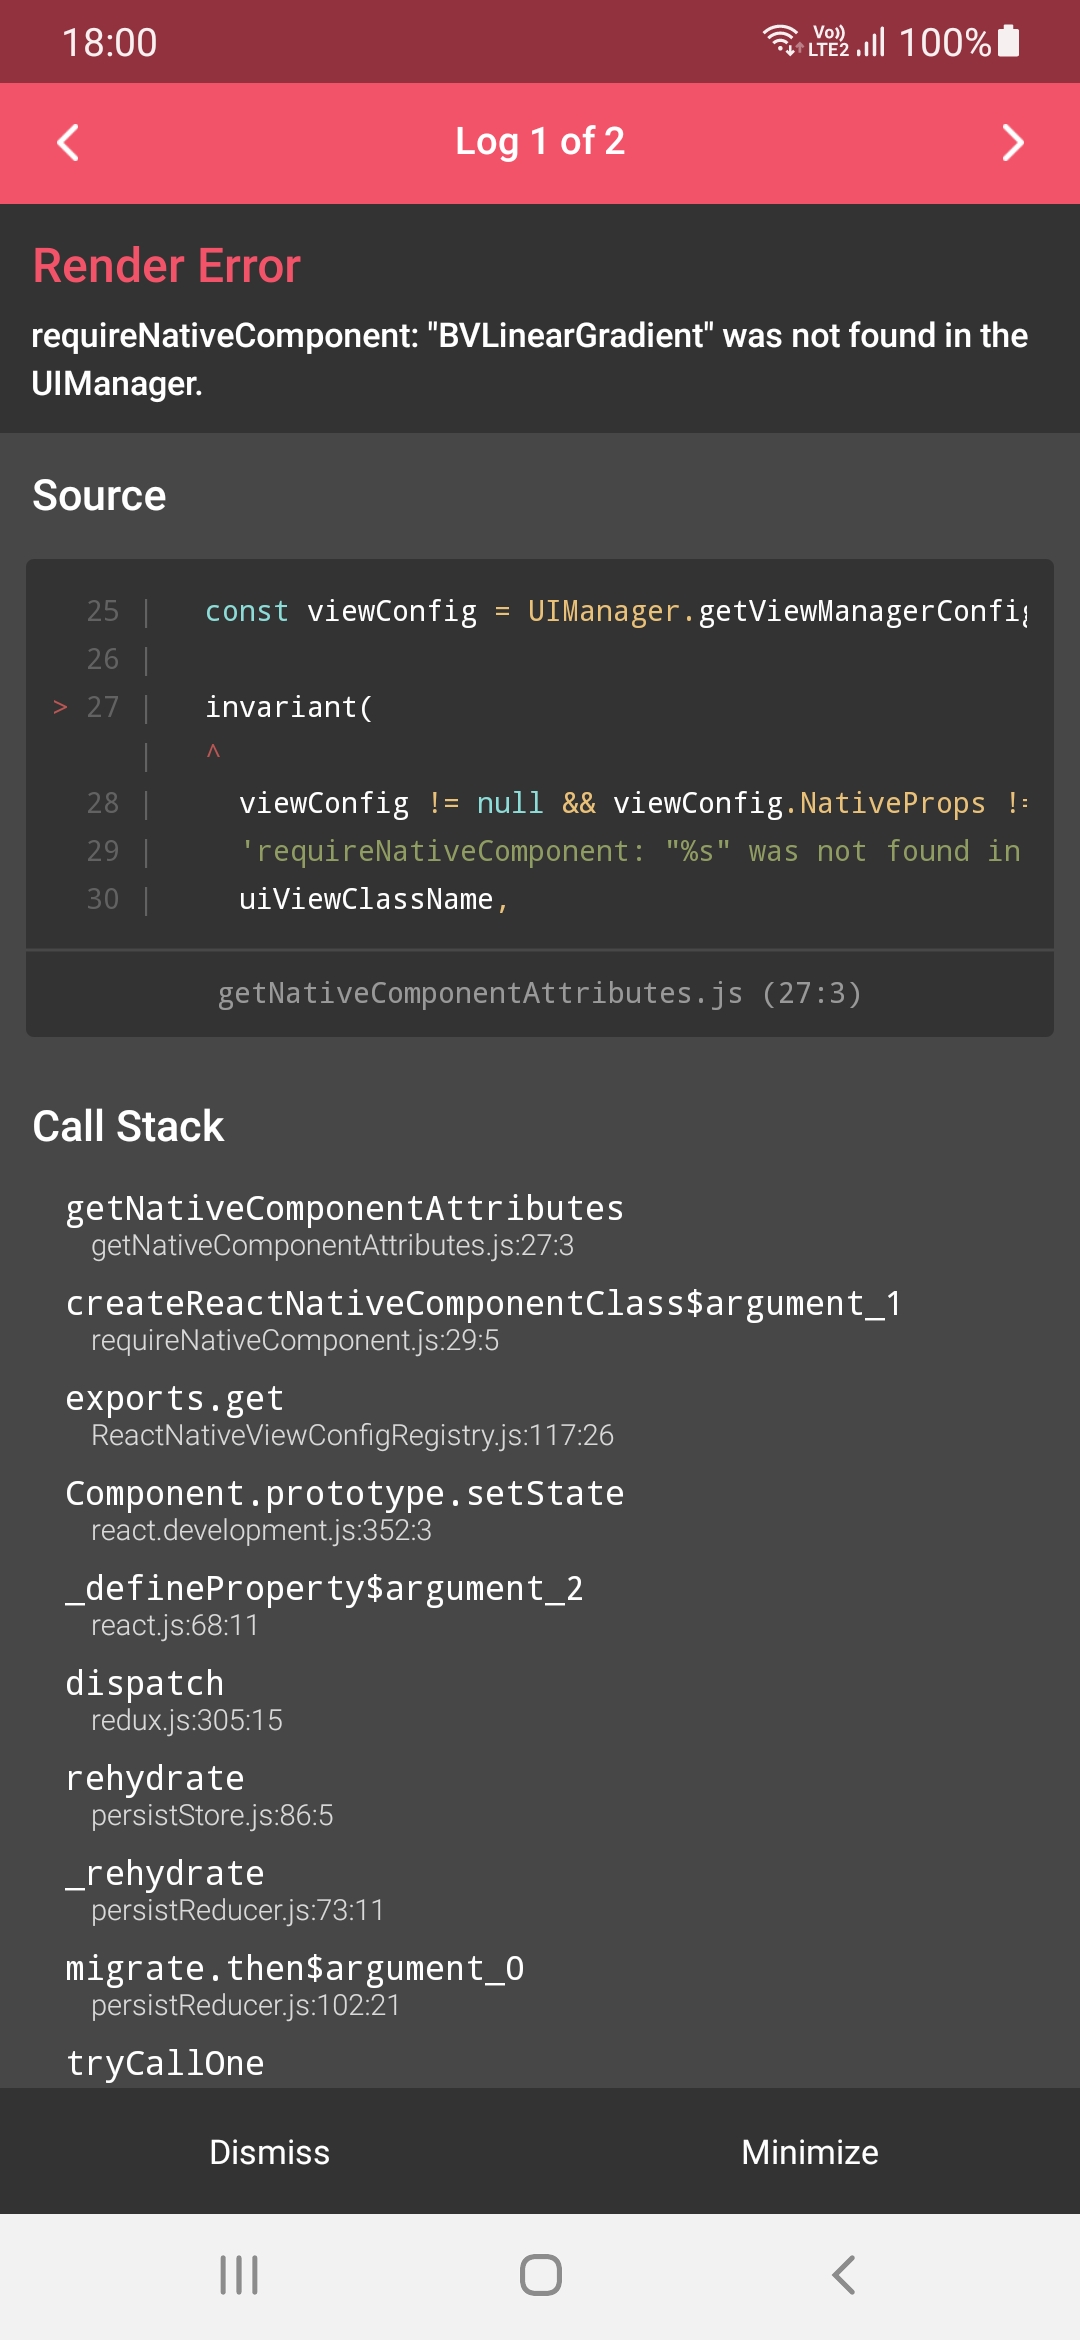 18:00
Vo)) LTE2 100%
Log 1 of 2
Render Error
requireNativeComponent: "BVLinearGradient" was not found in the
UIManager.
Source
25 | const viewConfig = UIManager.getViewManagerConfig
26 |
> 27 | invariant(
| ^
28 | viewConfig != null && viewConfig.NativeProps !=
29 | 'requireNativeComponent: "%s" was not found in
30 | uiViewClassName,
getNativeComponentAttributes.js (27:3)
Call Stack
getNativeComponentAttributes
getNativeComponentAttributes.js:27:3
createReactNativeComponentClass$argument_1
requireNativeComponent.js:29:5
exports.get
ReactNativeViewConfigRegistry.js:117:26
Component.prototype.setState
react.development.js:352:3
_defineProperty$argument_2
react.js:68:11
dispatch
redux.js:305:15
rehydrate
persistStore.js:86:5
_rehydrate
persistReducer.js:73:11
migrate.then$argument_0
persistReducer.js:102:21
tryCallOne
Dismiss
Minimize